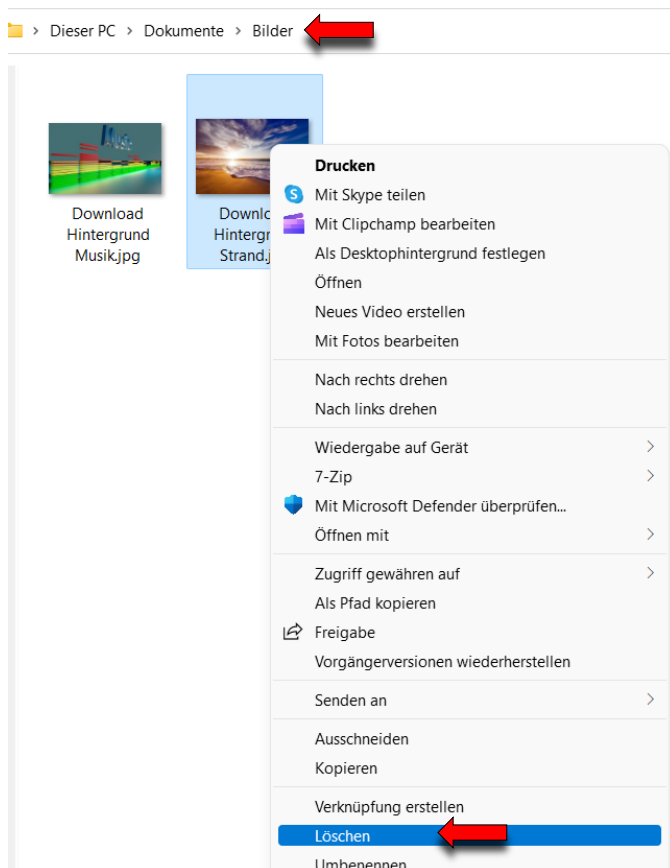 Dieser PC > Dokumente > Bilder
Download
Hintergrund
Musik.jpg
Drucken
Mit Skype teilen
Mit Clipchamp bearbeiten
Als Desktophintergrund festlegen
Öffnen
Neues Video erstellen
Mit Fotos bearbeiten
Nach rechts drehen
Nach links drehen
Wiedergabe auf Gerät
7-Zip
Mit Microsoft Defender überprüfen...
Öffnen mit
Zugriff gewähren auf
Als Pfad kopieren
Freigabe
Vorgängerversionen wiederherstellen
Senden an
Ausschneiden
Kopieren
Verknüpfung erstellen
Löschen
Umbenennen